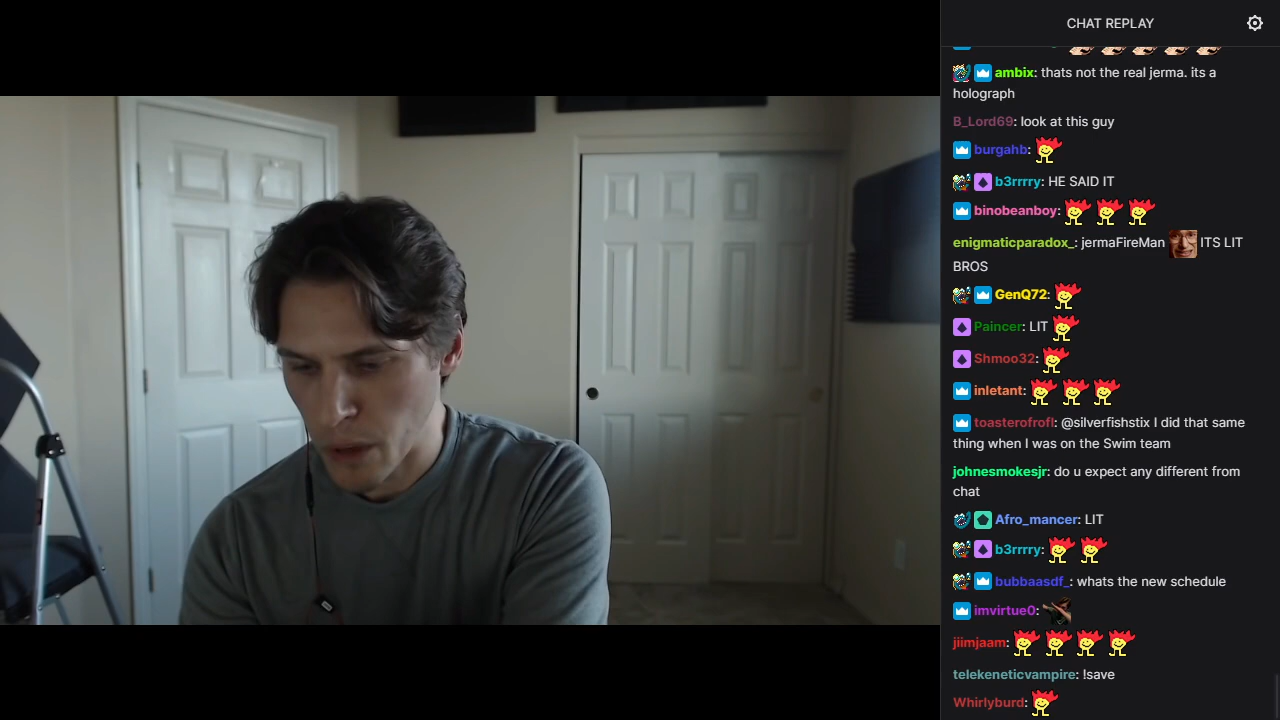 CHAT REPLAY
ambix: thats not the real jerma. its a
holograph
B_Lord69: look at this guy
burgahb:
b3rrrry: HE SAID IT
binobeanboy:
enigmaticparadox_: jermaFireMan ITS LIT
BROS
GenQ72:
Paincer: LIT
Shmoo32:
inletant:
toasterofrofl: @silverfishstix I did that same
thing when I was on the Swim team
johnesmokesjr: do u expect any different from
chat
Afro_mancer: LIT
b3rrrry:
bubbaasdf_: whats the new schedule
imvirtue0:
jiimjaam:
telekeneticvampire: !save
Whirlyburd: